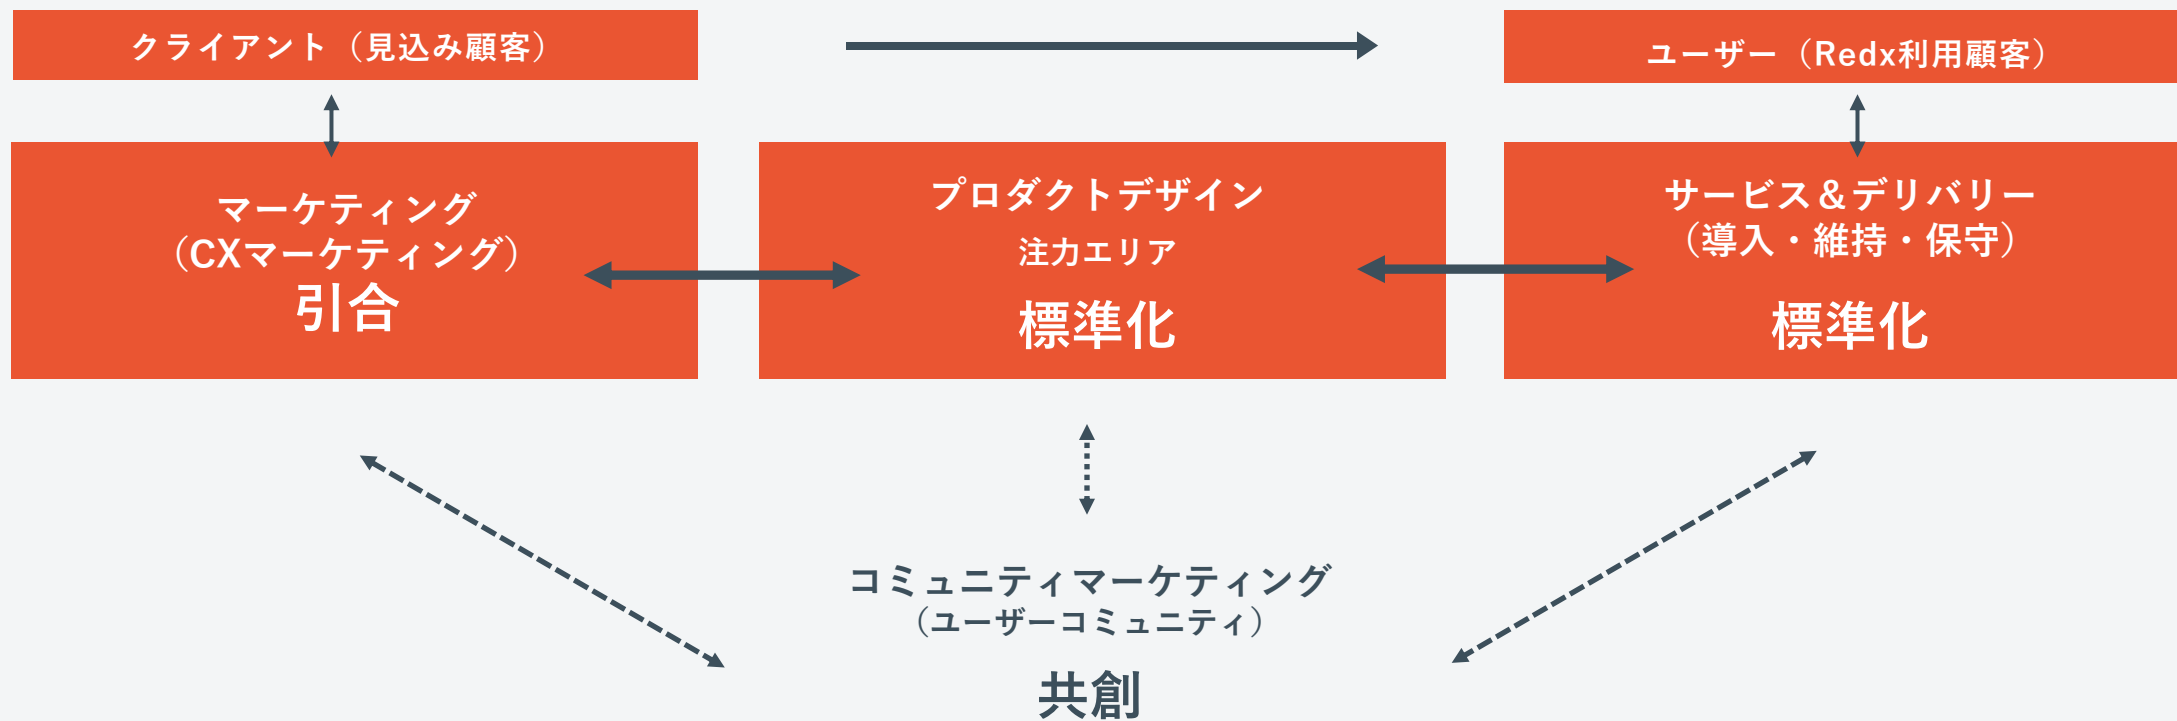 クライアント（見込み顧客）
ユーザー（Redx利用顧客）
マーケティング
（CXマーケティング）
引合
プロダクトデザイン
注力エリア
標準化
サービス＆デリバリー
（導入・維持・保守）
標準化
コミュニティマーケティング
（ユーザーコミュニティ）
共創